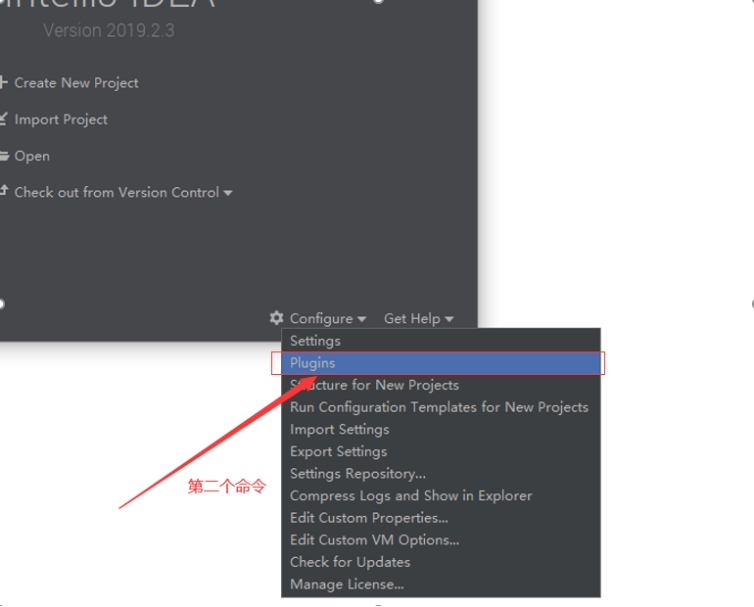 IntelliJ IDEA
Version 2019.2.3
Create New Project
Import Project
Open
Check out from Version Control
Configure
Get Help
Settings
Plugins
Structure for New Projects
Run Configuration Templates for New Projects
Import Settings
Export Settings
Settings Repository...
Compress Logs and Show in Explorer
Edit Custom Properties...
Edit Custom VM Options...
Check for Updates
Manage License...
第二个命令